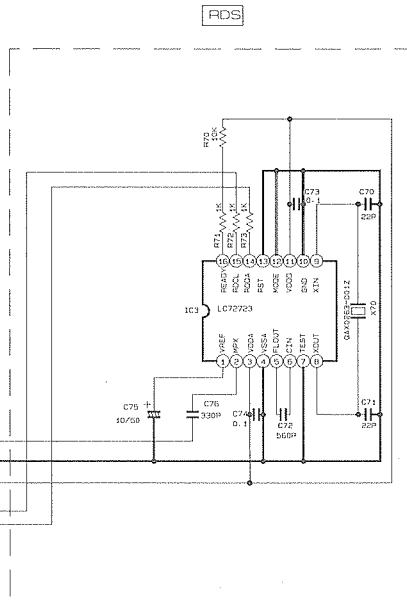 RDS
R70
10K
C73
0.1
C70
22P
1K
1K
1K
R71
R72
R73
16 15 14 13 12 11 10 9
READY
RDCL
RDDA
RST
MODE
VDDD
GND
XIN
IC3
LC72723
QAX0263-001Z
X70
VREF
MPX
VDDA
VSSA
FLOUT
CIN
TEST
XOUT
1 2 3 4 5 6 7 8
C75
+
10/50
C76
330P
C74
0.1
C72
560P
C71
22P